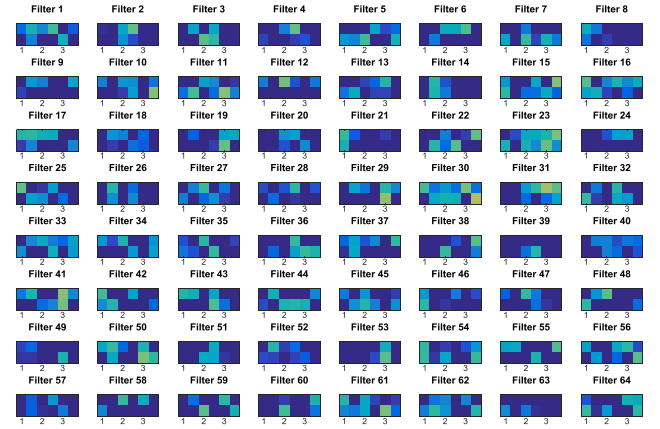 Filter 1 Filter 2 Filter 3 Filter 4 Filter 5 Filter 6 Filter 7 Filter 8
1 2 3 1 2 3 1 2 3 1 2 3 1 2 3 1 2 3 1 2 3 1 2 3
Filter 9 Filter 10 Filter 11 Filter 12 Filter 13 Filter 14 Filter 15 Filter 16
1 2 3 1 2 3 1 2 3 1 2 3 1 2 3 1 2 3 1 2 3 1 2 3
Filter 17 Filter 18 Filter 19 Filter 20 Filter 21 Filter 22 Filter 23 Filter 24
1 2 3 1 2 3 1 2 3 1 2 3 1 2 3 1 2 3 1 2 3 1 2 3
Filter 25 Filter 26 Filter 27 Filter 28 Filter 29 Filter 30 Filter 31 Filter 32
1 2 3 1 2 3 1 2 3 1 2 3 1 2 3 1 2 3 1 2 3 1 2 3
Filter 33 Filter 34 Filter 35 Filter 36 Filter 37 Filter 38 Filter 39 Filter 40
1 2 3 1 2 3 1 2 3 1 2 3 1 2 3 1 2 3 1 2 3 1 2 3
Filter 41 Filter 42 Filter 43 Filter 44 Filter 45 Filter 46 Filter 47 Filter 48
1 2 3 1 2 3 1 2 3 1 2 3 1 2 3 1 2 3 1 2 3 1 2 3
Filter 49 Filter 50 Filter 51 Filter 52 Filter 53 Filter 54 Filter 55 Filter 56
1 2 3 1 2 3 1 2 3 1 2 3 1 2 3 1 2 3 1 2 3 1 2 3
Filter 57 Filter 58 Filter 59 Filter 60 Filter 61 Filter 62 Filter 63 Filter 64
1 2 3 1 2 3 1 2 3 1 2 3 1 2 3 1 2 3 1 2 3 1 2 3